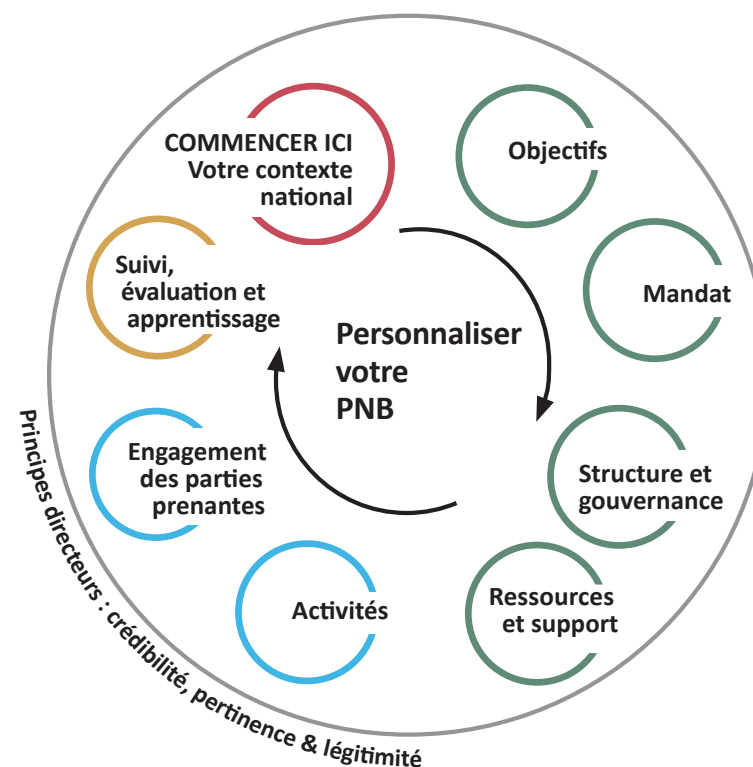 COMMENCER ICI
Votre contexte
national
Objectifs
Mandat
Structure et
gouvernance
Ressources
et support
Activités
Engagement
des parties
prenantes
Suivi,
évaluation et
apprentissage
Personnaliser
votre
PNB
Principes directeurs : crédibilité, pertinence & légitimité